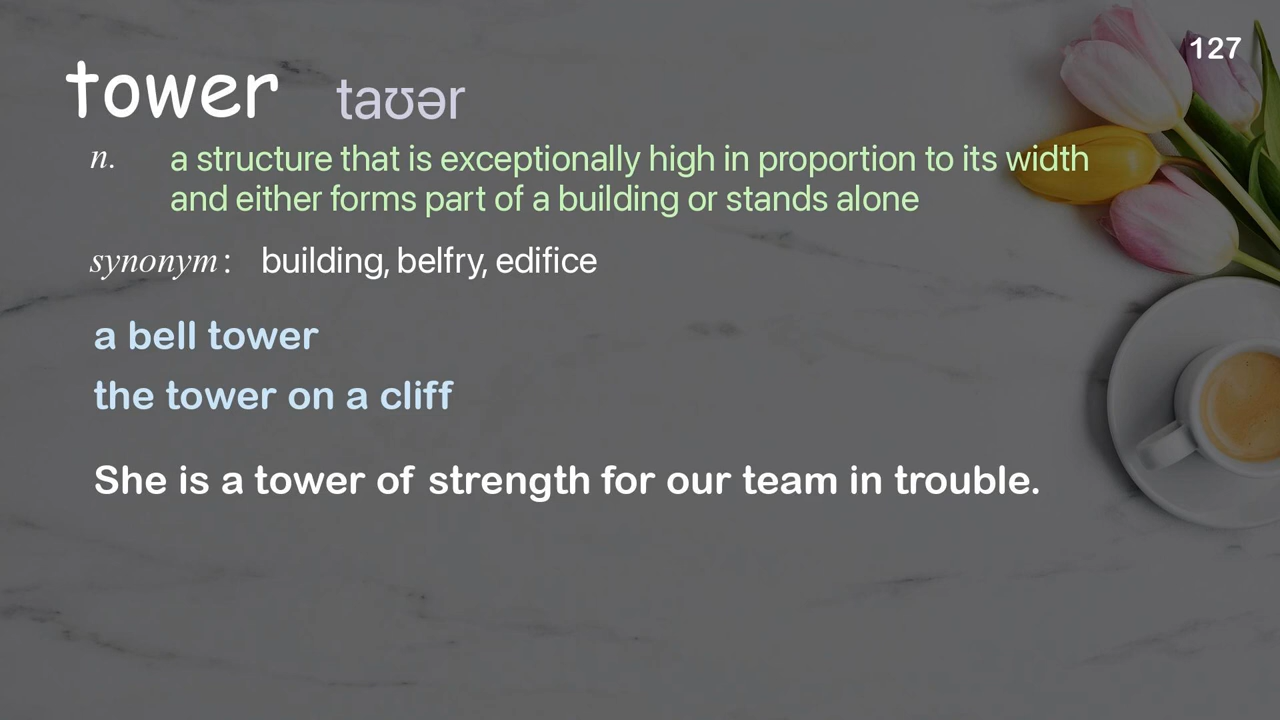 127
tower taʊər
n. a structure that is exceptionally high in proportion to its width
and either forms part of a building or stands alone
synonym: building, belfry, edifice
a bell tower
the tower on a cliff
She is a tower of strength for our team in trouble.